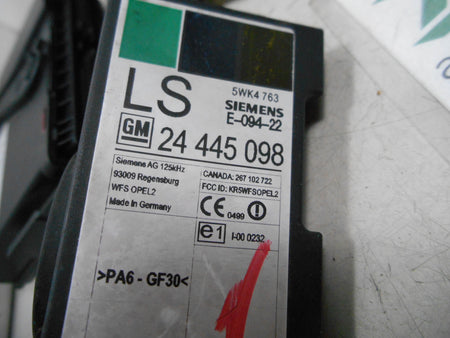 5WK4 763
LS
SIEMENS
E-094-22
GM 24 445 098
Siemens AG 125kHz
93009 Regensburg
WFS OPEL2
Made in Germany
CANADA: 267 102 722
FCC ID: KR5WFSOPEL2
CE 0499
e1 I-00 0232
>PA6 - GF30<